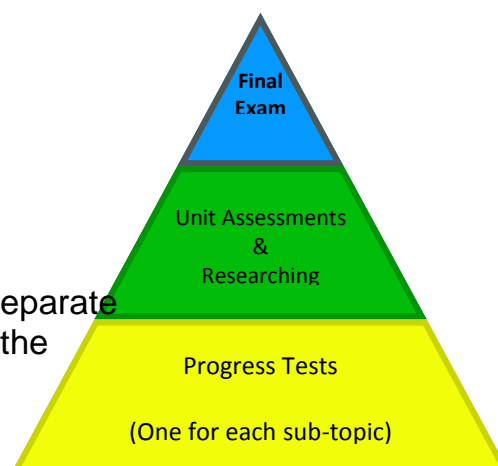 Final
Exam
Unit Assessments
&
Researching
eparate
the
Progress Tests
(One for each sub-topic)